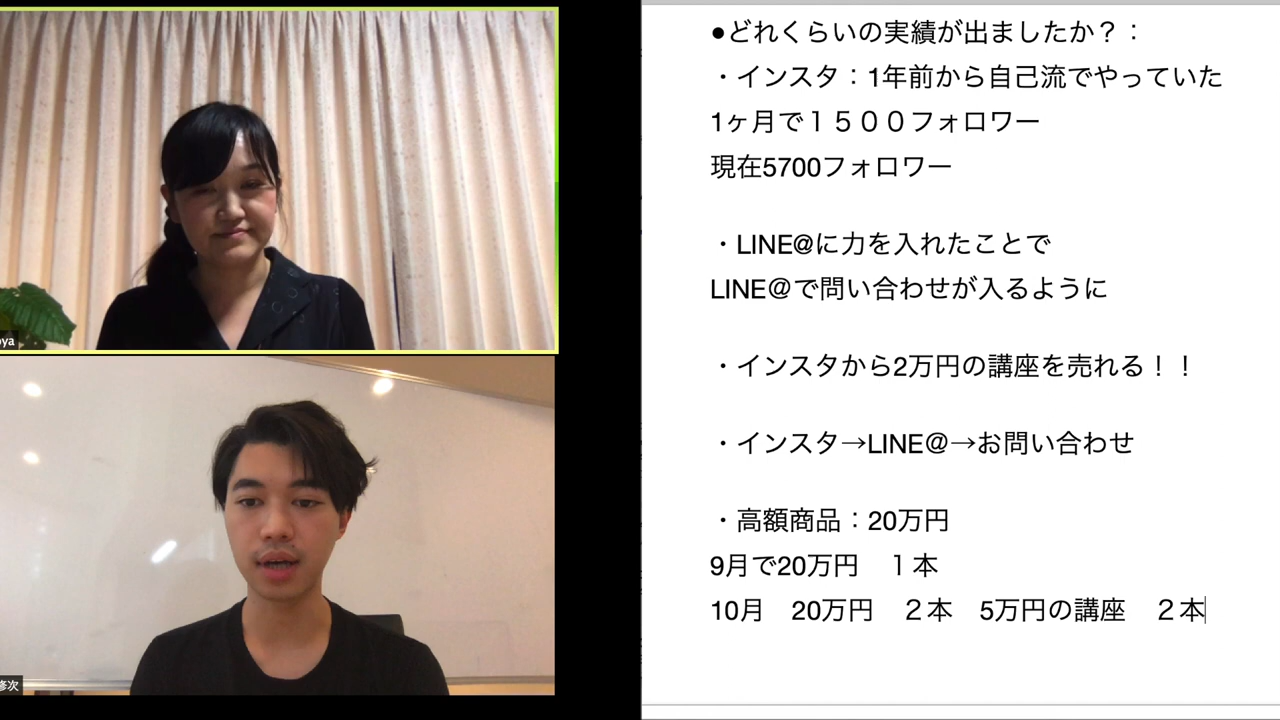 oya
修次
●どれくらいの実績が出ましたか？：
・インスタ：1年前から自己流でやっていた
1ヶ月で１５００フォロワー
現在5700フォロワー
・LINE@に力を入れたことで
LINE@で問い合わせが入るように
・インスタから2万円の講座を売れる！！
・インスタ→LINE@→お問い合わせ
・高額商品：20万円
9月で20万円　１本
10月　20万円　２本　5万円の講座　２本